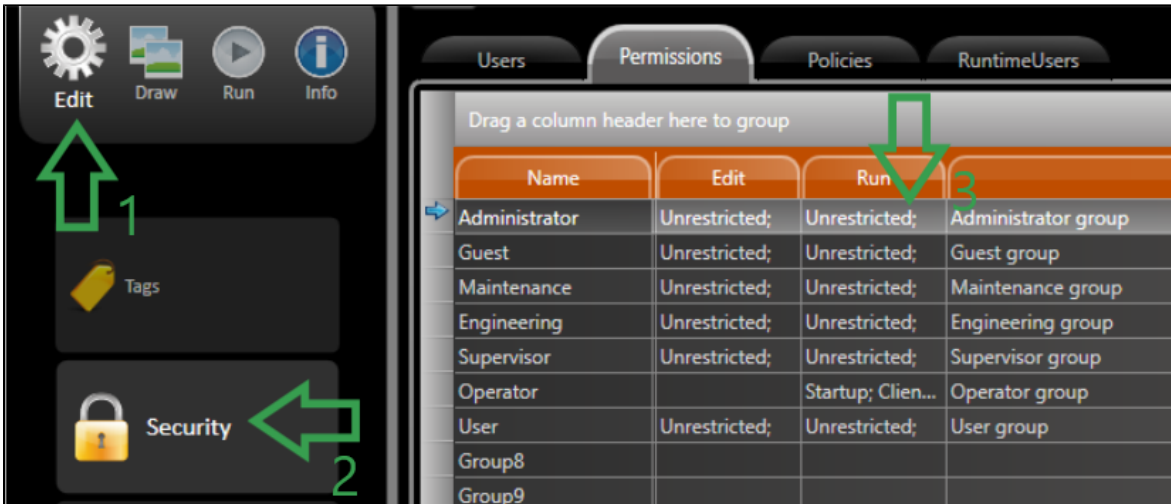 Edit Draw Run Info
1
Tags
Security
2
Users Permissions Policies RuntimeUsers
Drag a column header here to group
3
Name Edit Run
Administrator Unrestricted; Unrestricted; Administrator group
Guest Unrestricted; Unrestricted; Guest group
Maintenance Unrestricted; Unrestricted; Maintenance group
Engineering Unrestricted; Unrestricted; Engineering group
Supervisor Unrestricted; Unrestricted; Supervisor group
Operator Startup; Clien... Operator group
User Unrestricted; Unrestricted; User group
Group8
Group9